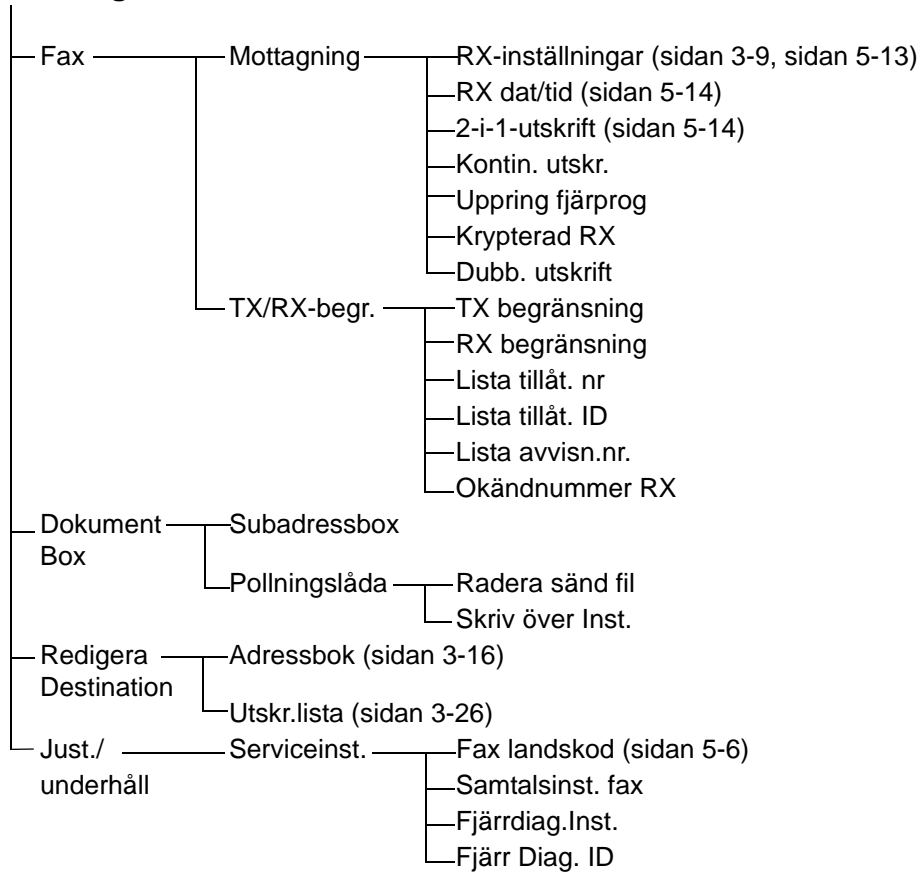 Fax
Mottagning
RX-inställningar (sidan 3-9, sidan 5-13)
RX dat/tid (sidan 5-14)
2-i-1-utskrift (sidan 5-14)
Kontin. utskr.
Uppring fjärprog
Krypterad RX
Dubb. utskrift
TX/RX-begr.
TX begränsning
RX begränsning
Lista tillåt. nr
Lista tillåt. ID
Lista avvisn.nr.
Okändnummer RX
Dokument
Box
Subadressbox
Pollningslåda
Radera sänd fil
Skriv över Inst.
Redigera
Destination
Adressbok (sidan 3-16)
Utskr.lista (sidan 3-26)
Just./
underhåll
Serviceinst.
Fax landskod (sidan 5-6)
Samtalsinst. fax
Fjärrdiag.Inst.
Fjärr Diag. ID